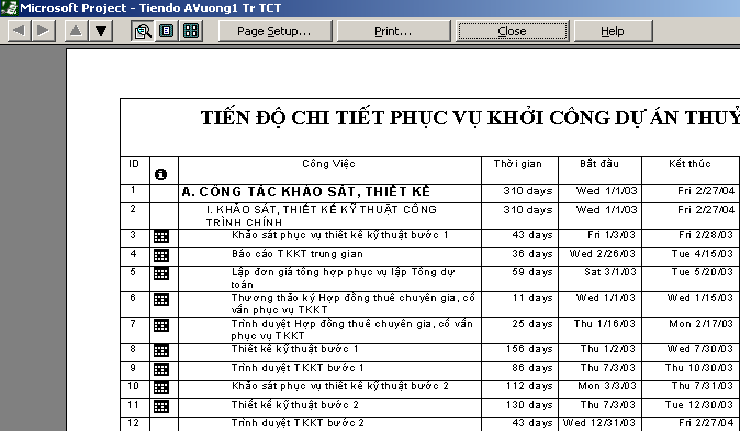 Microsoft Project - Tiendo AVuong1 Tr TCT
Page Setup... Print... Close Help
TIẾN ĐỘ CHI TIẾT PHỤC VỤ KHỞI CÔNG DỰ ÁN THUỶ
ID Công Việc Thời gian Bắt đầu Kết thúc
1 A. CÔNG TÁC KHẢO SÁT, THIẾT KẾ 310 days Wed 1/1/03 Fri 2/27/04
2 I. KHẢO SÁT, THIẾT KẾ KỸ THUẬT CÔNG 310 days Wed 1/1/03 Fri 2/27/04
TRÌNH CHÍNH
3 Khảo sát phục vụ thiết kế kỹ thuật bước 1 43 days Fri 1/3/03 Fri 2/28/03
4 Báo cáo TKKT trung gian 36 days Wed 2/26/03 Tue 4/15/03
5 Lập đơn giá tổng hợp phục vụ lập Tổng dự 59 days Sat 3/1/03 Tue 5/20/03
toán
6 Thương thảo ký Hợp đồng thuê chuyên gia, cố 11 days Wed 1/1/03 Wed 1/15/03
vấn phục vụ TKKT
7 Trình duyệt Hợp đồng thuê chuyên gia, cố vấn 25 days Thu 1/16/03 Mon 2/17/03
phục vụ TKKT
8 Thiết kế kỹ thuật bước 1 156 days Thu 1/2/03 Wed 7/30/03
9 Trình duyệt TKKT bước 1 86 days Thu 7/3/03 Thu 10/30/03
10 Khảo sát phục vụ thiết kế kỹ thuật bước 2 112 days Mon 3/3/03 Thu 7/31/03
11 Thiết kế kỹ thuật bước 2 130 days Thu 7/3/03 Tue 12/30/03
12 Trình duyệt TKKT bước 2 43 days Wed 12/31/03 Fri 2/27/04